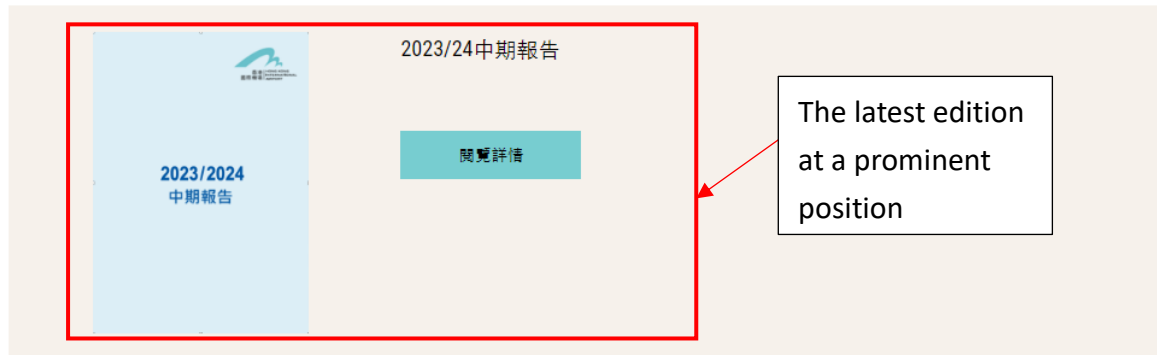 2023/24中期報告
閱覽詳情
2023/2024
中期報告
The latest edition
at a prominent
position